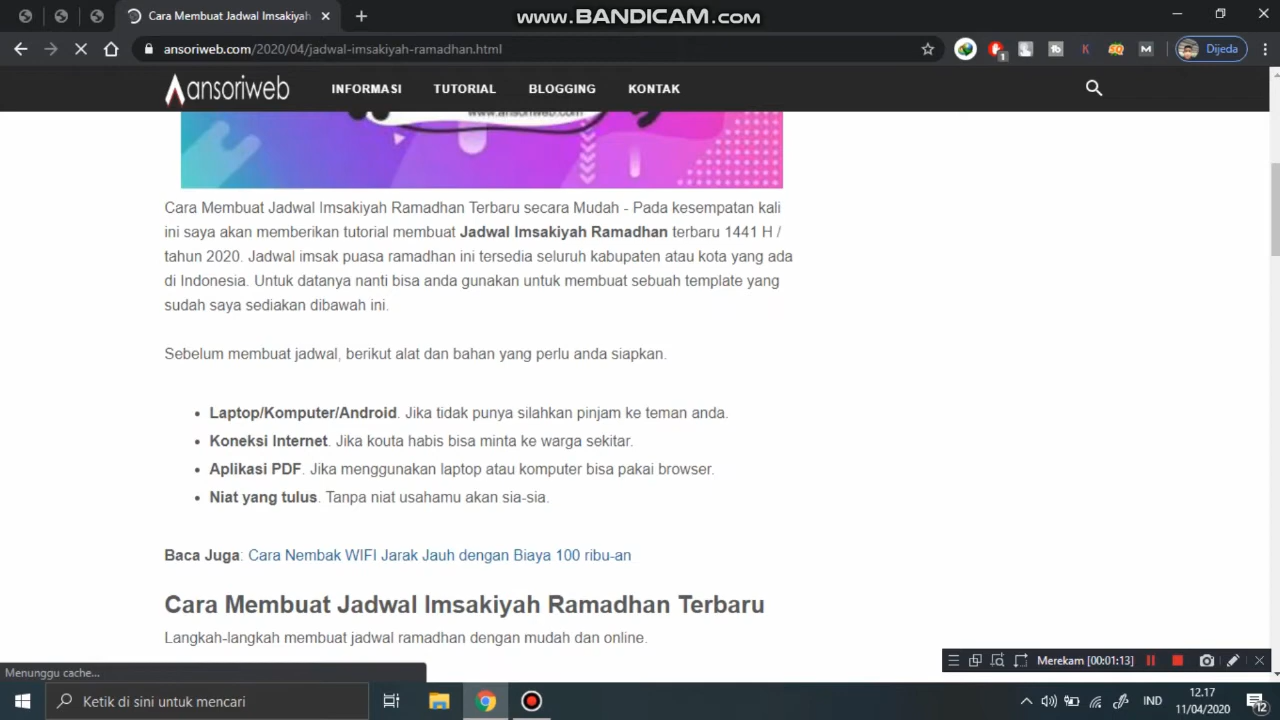 www.BANDICAM.com
Cara Membuat Jadwal Imsakiyah
ansoriweb.com/2020/04/jadwal-imsakiyah-ramadhan.html
1
K
M
Dijeda
ansoriweb
INFORMASI TUTORIAL BLOGGING KONTAK
www.ansoriweb.com
Cara Membuat Jadwal Imsakiyah Ramadhan Terbaru secara Mudah - Pada kesempatan kali
ini saya akan memberikan tutorial membuat Jadwal Imsakiyah Ramadhan terbaru 1441 H /
tahun 2020. Jadwal imsak puasa ramadhan ini tersedia seluruh kabupaten atau kota yang ada
di Indonesia. Untuk datanya nanti bisa anda gunakan untuk membuat sebuah template yang
sudah saya sediakan dibawah ini.
Sebelum membuat jadwal, berikut alat dan bahan yang perlu anda siapkan.
• Laptop/Komputer/Android. Jika tidak punya silahkan pinjam ke teman anda.
• Koneksi Internet. Jika kouta habis bisa minta ke warga sekitar.
• Aplikasi PDF. Jika menggunakan laptop atau komputer bisa pakai browser.
• Niat yang tulus. Tanpa niat usahamu akan sia-sia.
Baca Juga: Cara Nembak WIFI Jarak Jauh dengan Biaya 100 ribu-an
Cara Membuat Jadwal Imsakiyah Ramadhan Terbaru
Langkah-langkah membuat jadwal ramadhan dengan mudah dan online.
Merekam [00:01:13]
Menunggu cache...
Ketik di sini untuk mencari
IND
12.17
11/04/2020
12